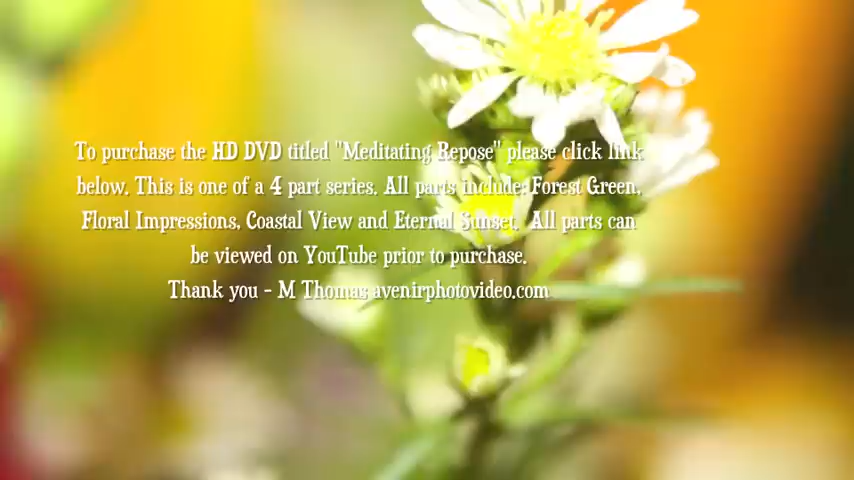 To purchase the HD DVD titled "Meditating Repose" please click link
below. This is one of a 4 part series. All parts include: Forest Green,
Floral Impressions, Coastal View and Eternal Sunset. All parts can
be viewed on YouTube prior to purchase.
Thank you - M Thomas avenirphotovideo.com